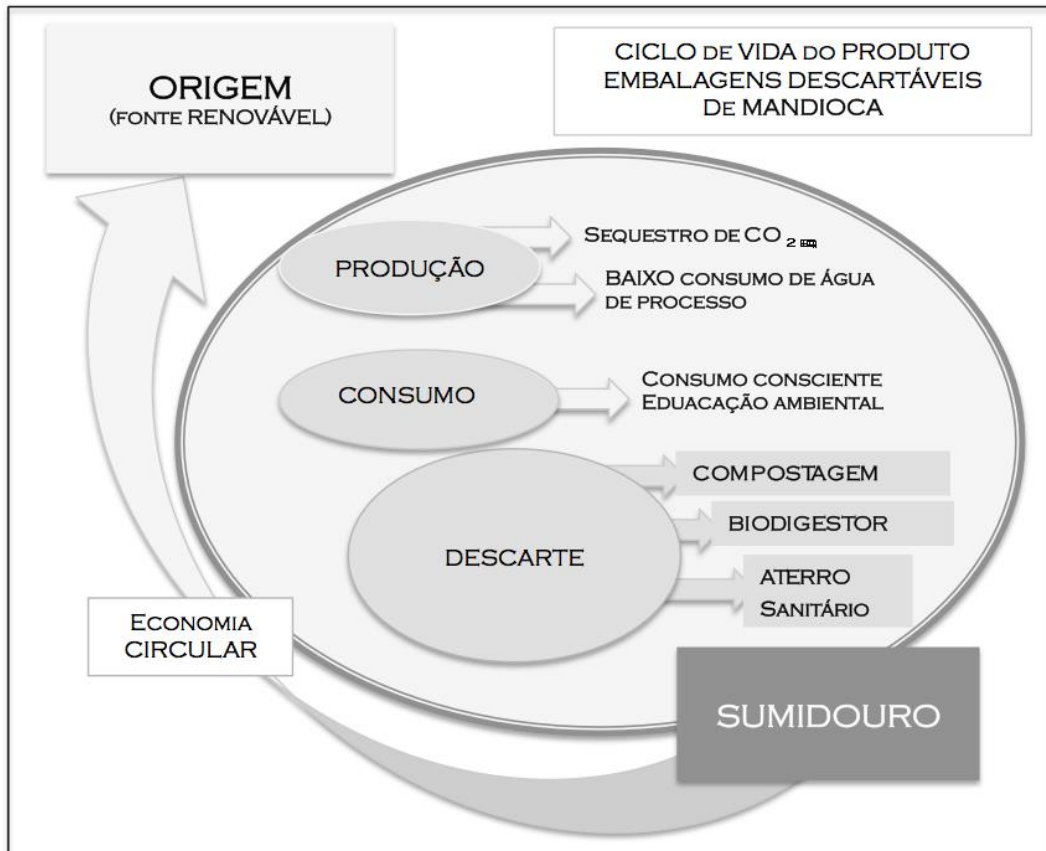 ORIGEM
(FONTE RENOVÁVEL)
CICLO DE VIDA DO PRODUTO
EMBALAGENS DESCARTÁVEIS
DE MANDIOCA
PRODUÇÃO
SEQUESTRO DE CO 2 EQ
BAIXO CONSUMO DE ÁGUA
DE PROCESSO
CONSUMO
CONSUMO CONSCIENTE
EDUACAÇÃO AMBIENTAL
DESCARTE
COMPOSTAGEM
BIODIGESTOR
ATERRO
SANITÁRIO
ECONOMIA
CIRCULAR
SUMIDOURO